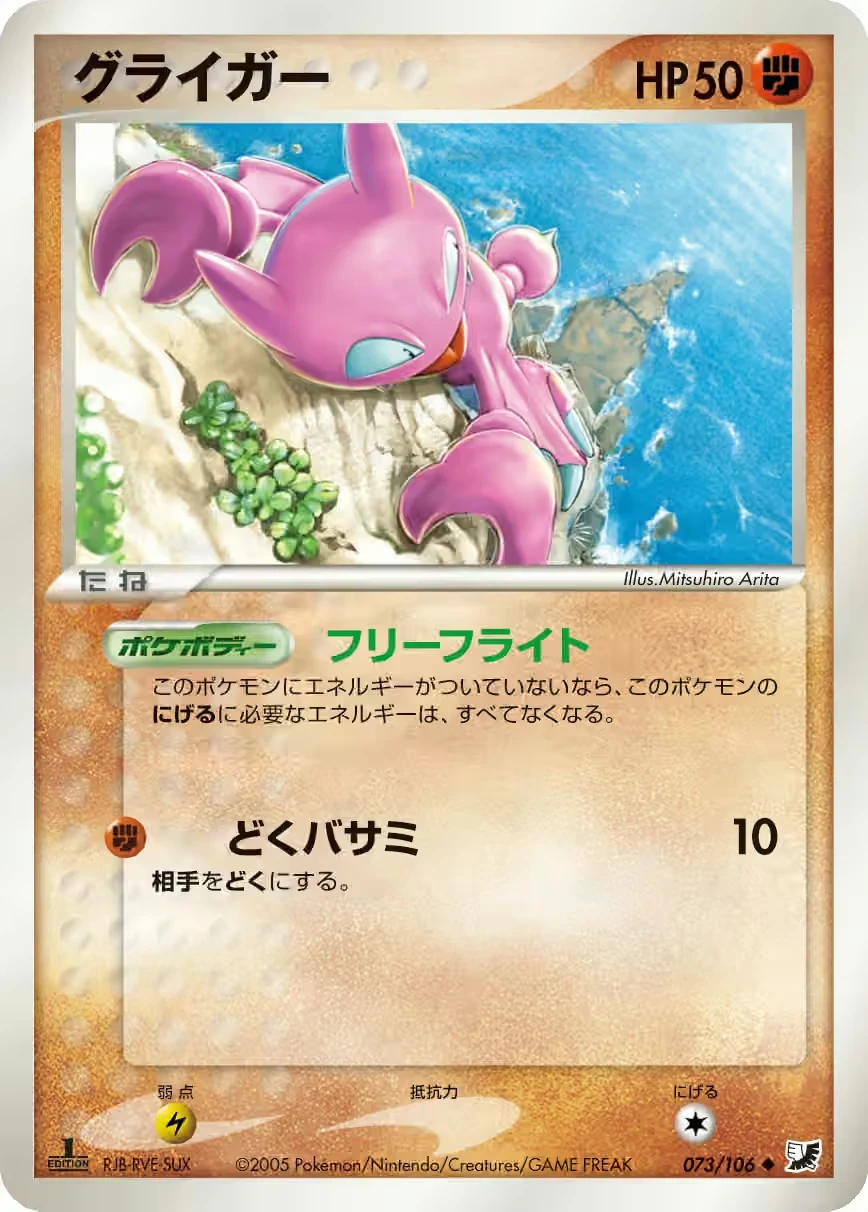 グライガー
HP50
たね
Illus.Mitsuhiro Arita
ポケボディー フリーフライト
このポケモンにエネルギーがついていないなら、このポケモンの
にげるに必要なエネルギーは、すべてなくなる。
どくバサミ 10
相手をどくにする。
弱点 抵抗力 にげる
1
EDITION
RJB-RVE-SUX ©2005 Pokémon/Nintendo/Creatures/GAME FREAK 073/106 ◆